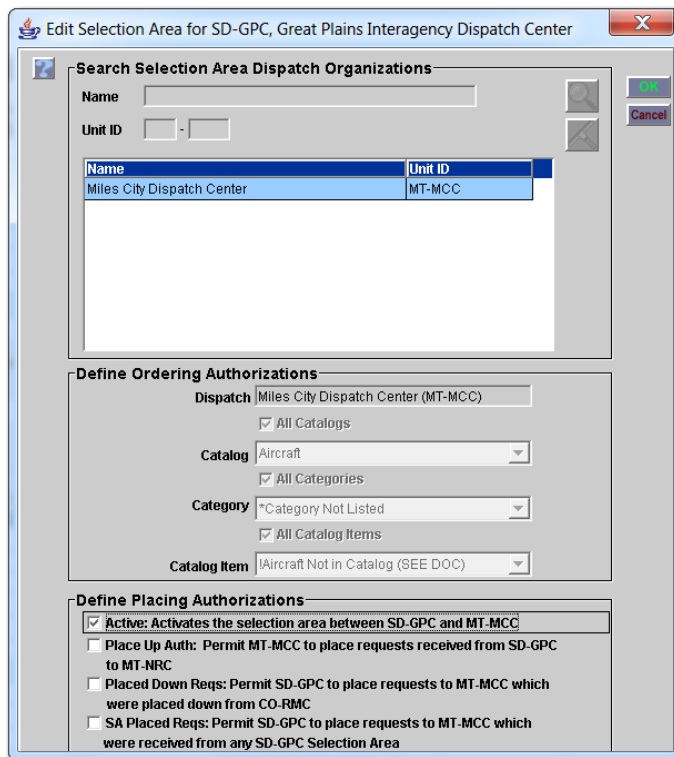 Edit Selection Area for SD-GPC, Great Plains Interagency Dispatch Center
X
?
Search Selection Area Dispatch Organizations
OK
Name
Cancel
Unit ID -
Name Unit ID
Miles City Dispatch Center MT-MCC
Define Ordering Authorizations
Dispatch Miles City Dispatch Center (MT-MCC)
All Catalogs
Catalog Aircraft
All Categories
Category *Category Not Listed
All Catalog Items
Catalog Item !Aircraft Not in Catalog (SEE DOC)
Define Placing Authorizations
Active: Activates the selection area between SD-GPC and MT-MCC
Place Up Auth: Permit MT-MCC to place requests received from SD-GPC
to MT-NRC
Placed Down Reqs: Permit SD-GPC to place requests to MT-MCC which
were placed down from CO-RMC
SA Placed Reqs: Permit SD-GPC to place requests to MT-MCC which
were received from any SD-GPC Selection Area